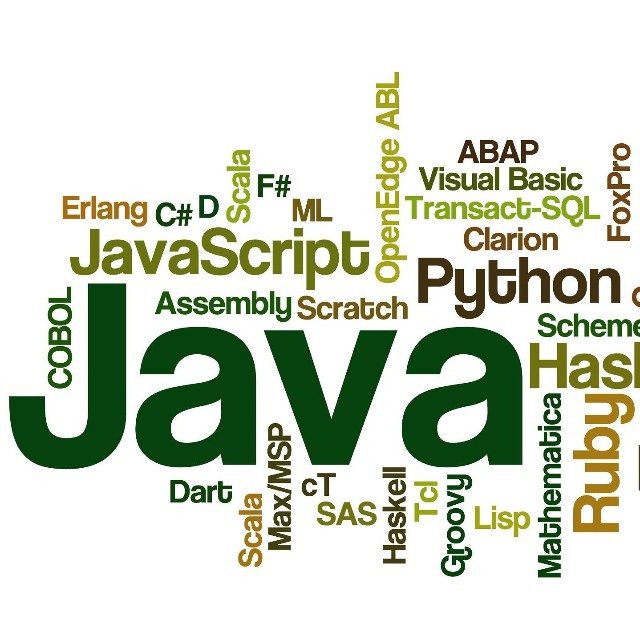 OpenEdge ABL
ABAP
FoxPro
Visual Basic
Scala
F#
Erlang
C#
D
ML
Transact-SQL
Clarion
JavaScript
Python
COBOL
Assembly
Scratch
Scheme
Java
Hask
Mathematica
Ruby
Max/MSP
cT
Haskell
Tcl
Groovy
Dart
Scala
SAS
Lisp